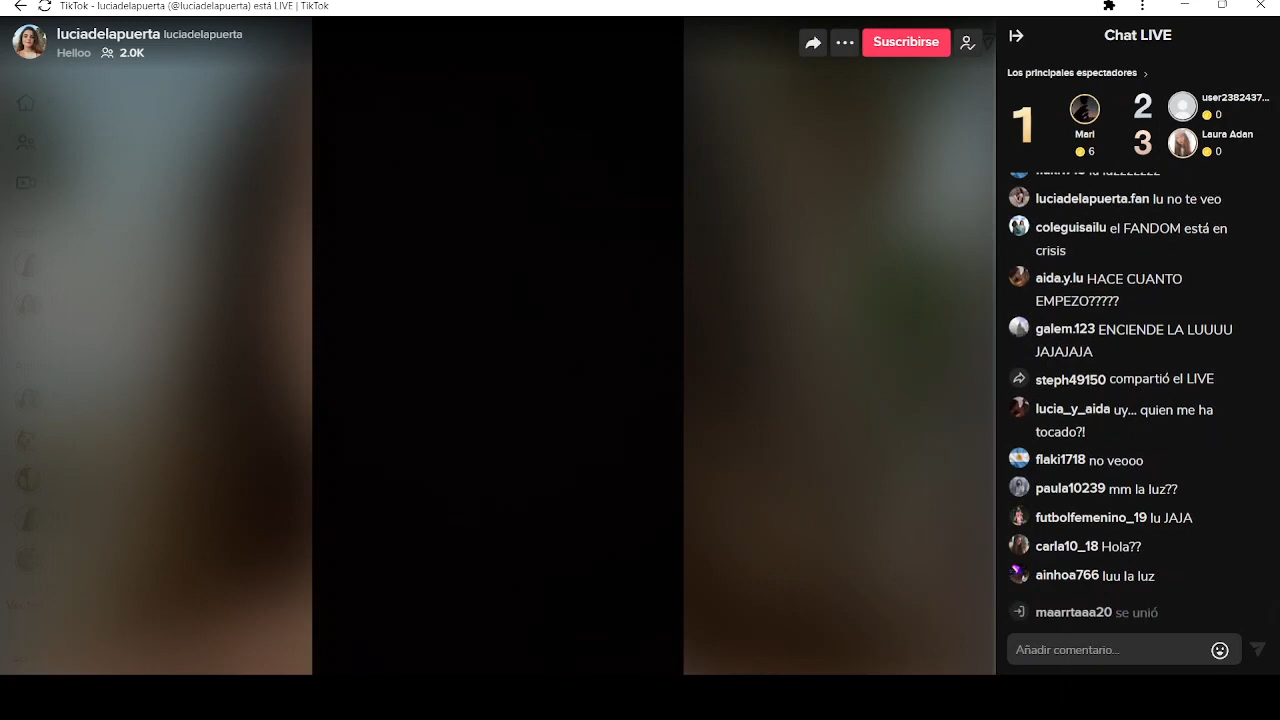 TikTok - luciadelapuerta (@luciadelapuerta) está LIVE | TikTok
luciadelapuerta luciadelapuerta
Helloo 2.0K
Suscribirse
Chat LIVE
Los principales espectadores
1
Mari
6
2
user2382437...
0
3
Laura Adan
0
luciadelapuerta.fan lu no te veo
coleguisailu el FANDOM está en
crisis
aida.y.lu HACE CUANTO
EMPEZO?????
galem.123 ENCIENDE LA LUUUU
JAJAJAJA
steph49150 compartió el LIVE
lucia_y_aida uy... quien me ha
tocado?!
flaki1718 no veooo
paula10239 mm la luz??
futbolfemenino_19 lu JAJA
carla10_18 Hola??
ainhoa766 luu la luz
maarrtaaa20 se unió
Añadir comentario...